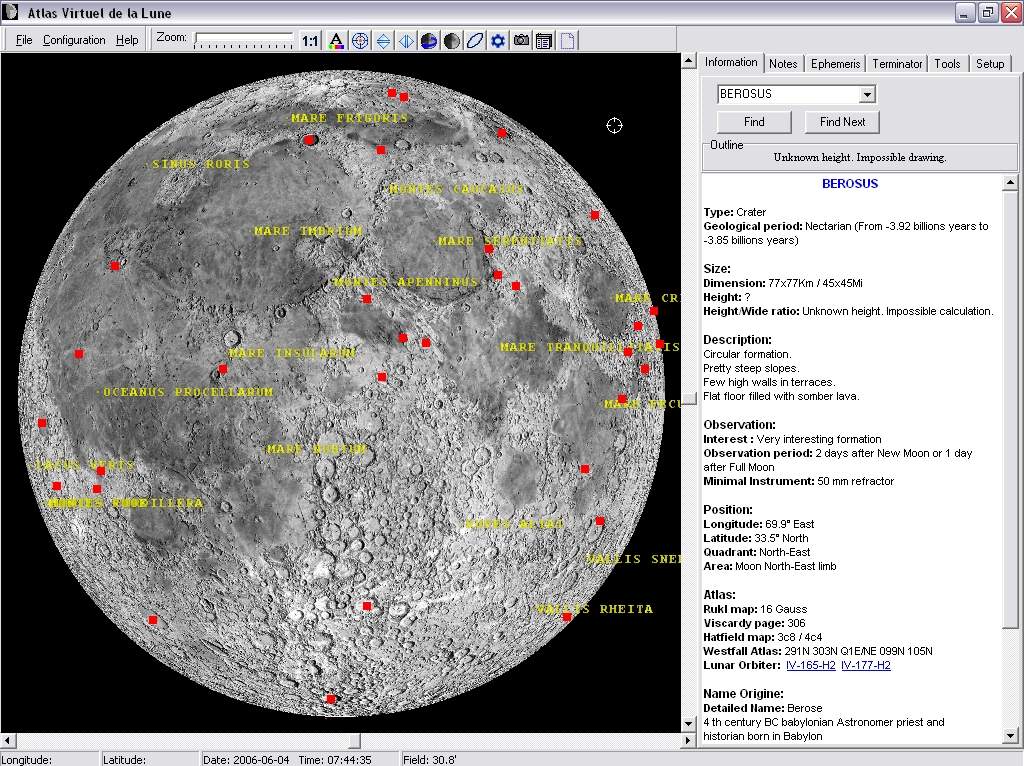 Atlas Virtuel de la Lune
File Configuration Help Zoom: 1:1 A
Information Notes Ephemeris Terminator Tools Setup
BEROSUS
Find Find Next
Outline
Unknown height. Impossible drawing.
MARE FRIGORIS
SINUS RORIS
MONTES CAUCASUS
MARE IMBRIUM
MARE SERENITATIS
MONTES APENNINUS
MARE CRI
MARE TRANQUILLITATIS
MARE INSULARUM
OCEANUS PROCELLARUM
MARE FECU
MARE NUBIUM
LACUS VERIS
MONTES
CORDILLERA
RUPES ALTAI
VALLIS SNEL
VALLIS RHEITA
BEROSUS
Type: Crater
Geological period: Nectarian (From -3.92 billions years to
-3.85 billions years)
Size:
Dimension: 77x77Km / 45x45Mi
Height: ?
Height/Wide ratio: Unknown height. Impossible calculation.
Description:
Circular formation.
Pretty steep slopes.
Few high walls in terraces.
Flat floor filled with somber lava.
Observation:
Interest : Very interesting formation
Observation period: 2 days after New Moon or 1 day
after Full Moon
Minimal Instrument: 50 mm refractor
Position:
Longitude: 69.9° East
Latitude: 33.5° North
Quadrant: North-East
Area: Moon North-East limb
Atlas:
Rukl map: 16 Gauss
Viscardy page: 306
Hatfield map: 3c8 / 4c4
Westfall Atlas: 291N 303N Q1E/NE 099N 105N
Lunar Orbiter: IV-165-H2 IV-177-H2
Name Origine:
Detailed Name: Berose
4 th century BC babylonian Astronomer priest and
historian born in Babylon
Longitude: Latitude: Date: 2006-06-04 Time: 07:44:35 Field: 30.8'